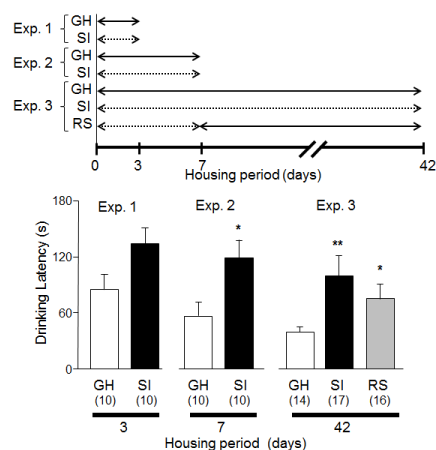 Exp. 1
GH
SI
Exp. 2
GH
SI
Exp. 3
GH
SI
RS
0 3 7 42
Housing period (days)
Drinking Latency (s)
180
120
60
0
Exp. 1 Exp. 2 Exp. 3
* ** *
GH SI GH SI GH SI RS
(10) (10) (10) (10) (14) (17) (16)
3 7 42
Housing period (days)